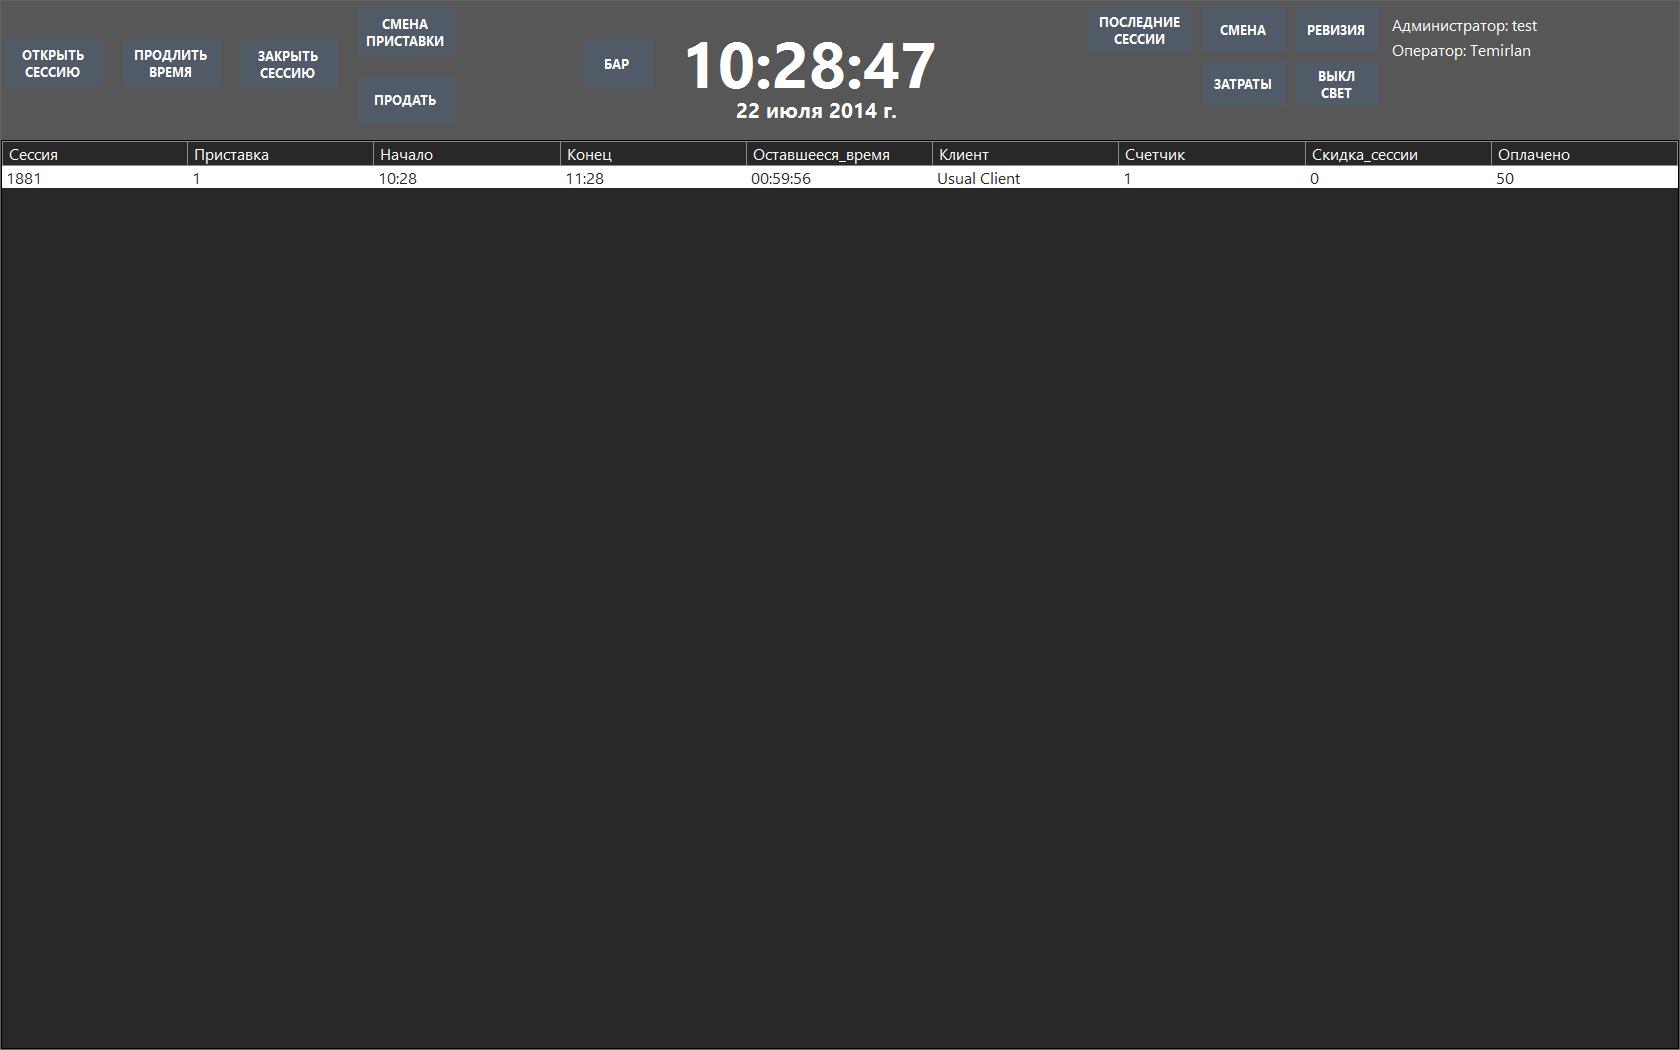 ОТКРЫТЬ
СЕССИЮ
ПРОДЛИТЬ
ВРЕМЯ
ЗАКРЫТЬ
СЕССИЮ
СМЕНА
ПРИСТАВКИ
ПРОДАТЬ
БАР
10:28:47
22 июля 2014 г.
ПОСЛЕДНИЕ
СЕССИИ
СМЕНА
РЕВИЗИЯ
ЗАТРАТЫ
ВЫКЛ
СВЕТ
Администратор: test
Оператор: Temirlan
Сессия Приставка Начало Конец Оставшееся_время Клиент Счетчик Скидка_сессии Оплачено
1881 1 10:28 11:28 00:59:56 Usual Client 1 0 50